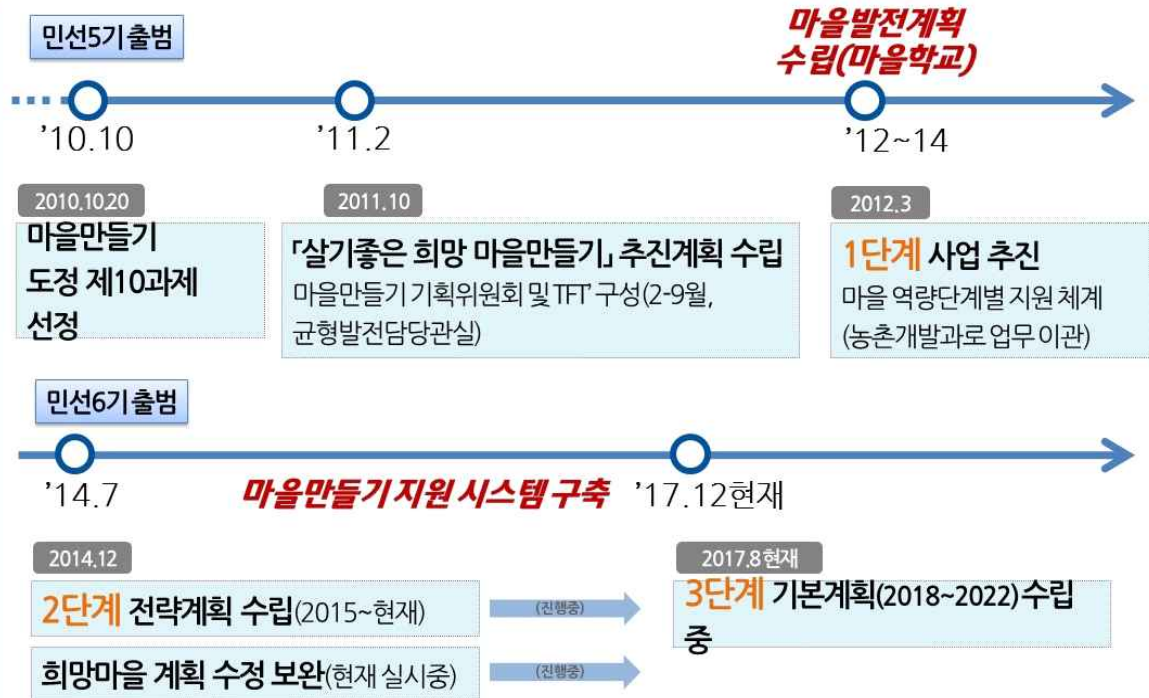 민선5기 출범
마을발전계획
수립(마을학교)
'10.10
'11.2
'12~14
2010.10.20
마을만들기
도정 제10과제
선정
2011.10
「살기좋은 희망 마을만들기」 추진계획 수립
마을만들기 기획위원회 및 TFT 구성(2-9월,
균형발전담당관실)
2012.3
1단계 사업 추진
마을 역량단계별 지원 체계
(농촌개발과로 업무 이관)
민선6기 출범
'14.7
마을만들기 지원 시스템 구축
'17.12현재
2014.12
2단계 전략계획 수립(2015~현재)
(진행중)
희망마을 계획 수정 보완(현재 실시중)
(진행중)
2017.8현재
3단계 기본계획(2018~2022) 수립
중